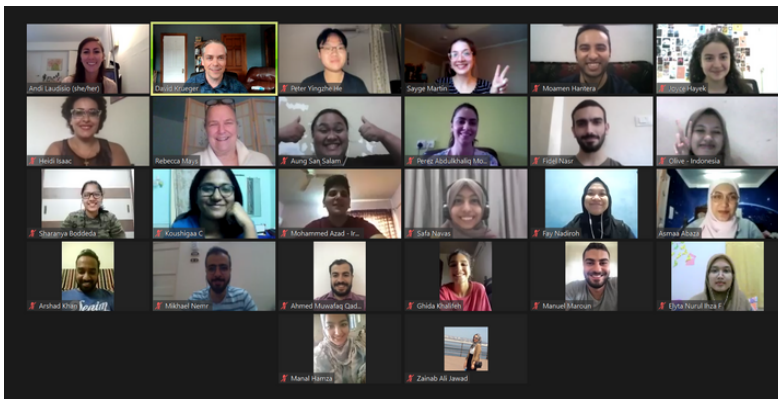 Andi Laudisio (she/her)
David Krueger
Peter Yingzhe He
Sayge Martin
Moamen Hantera
Joyce Hayek
Heidi Isaac
Rebecca Mays
Aung San Salam
Perez Abdulkhaliq Mo...
Fidel Nasr
Olive - Indonesia
Sharanya Boddeda
Koushigaa C
Mohammed Azad - Ir...
Safa Navas
Fay Nadiroh
Asmaa Abaza
Arshad Khan
Mikhael Nemr
Ahmed Muwafaq Qad...
Ghida Khalifeh
Manuel Maroun
Elyta Nurul Ihza F
Manal Hamza
Zainab Ali Jawad